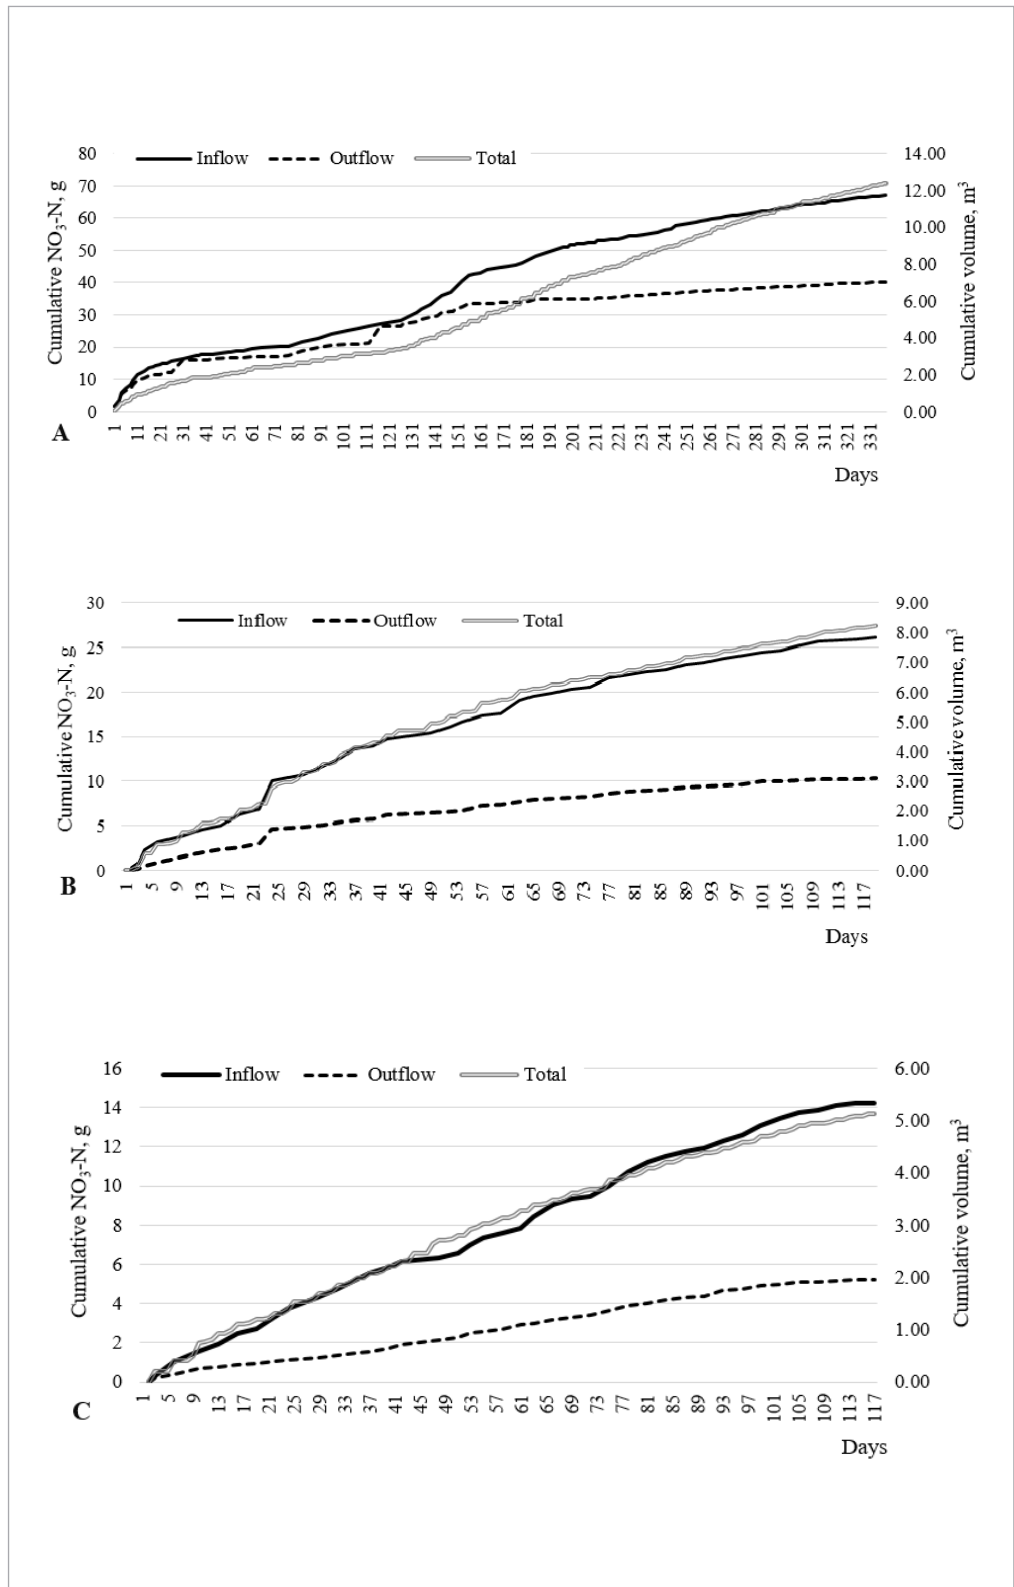 Inflow Outflow Total
Cumulative NO3-N, g
80
70
60
50
40
30
20
10
0
14.00
12.00
10.00
8.00
6.00
4.00
2.00
0.00
Cumulative volume, m³
1 11 21 31 41 51 61 71 81 91 101 111 121 131 141 151 161 171 181 191 201 211 221 231 241 251 261 271 281 291 301 311 321 331
A
Days
Inflow Outflow Total
Cumulative NO3-N, g
30
25
20
15
10
5
0
9.00
8.00
7.00
6.00
5.00
4.00
3.00
2.00
1.00
0.00
Cumulative volume, m³
1 5 9 13 17 21 25 29 33 37 41 45 49 53 57 61 65 69 73 77 81 85 89 93 97 101 105 109 113 117
B
Days
Inflow Outflow Total
Cumulative NO3-N, g
16
14
12
10
8
6
4
2
0
6.00
5.00
4.00
3.00
2.00
1.00
0.00
Cumulative volume, m³
1 5 9 13 17 21 25 29 33 37 41 45 49 53 57 61 65 69 73 77 81 85 89 93 97 101 105 109 113 117
C
Days